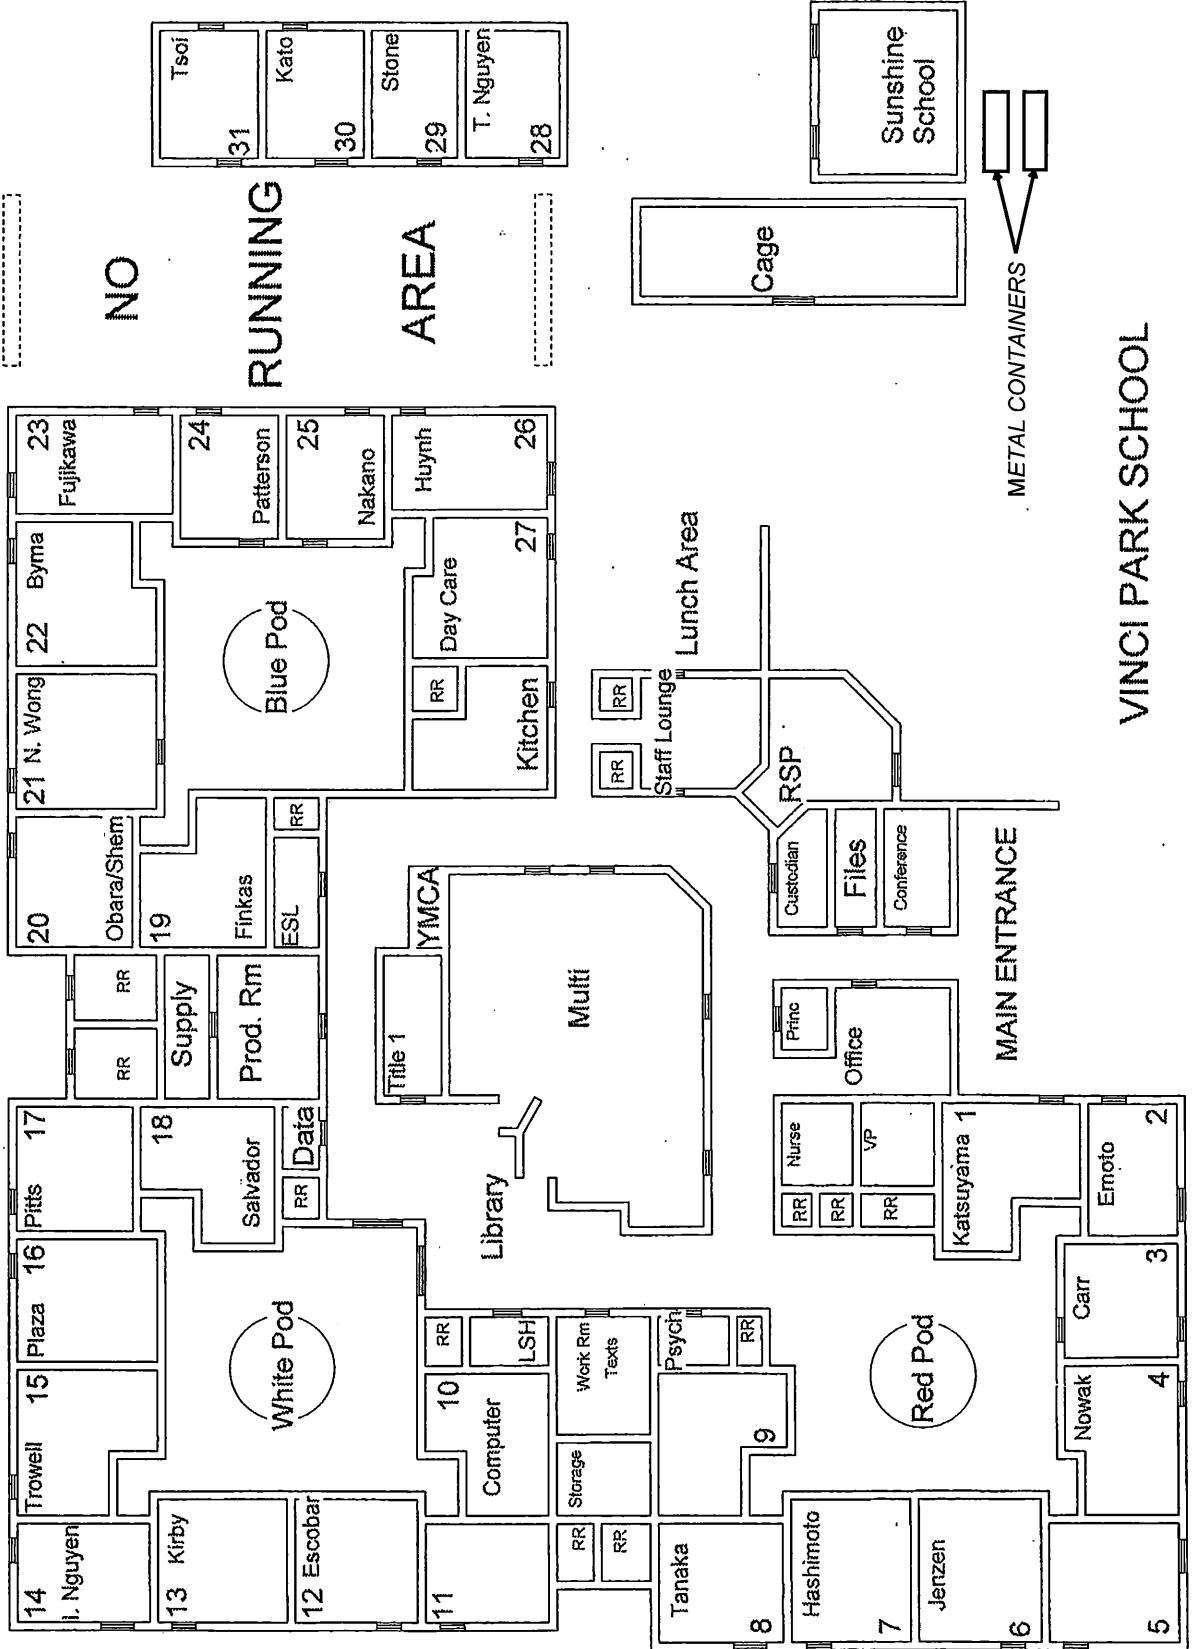 14
I. Nguyen
Trowell
15
Plaza
16
Pitts
17
RR
RR
20
Obara/Shem
21 N. Wong
22
Byma
23
Fujikawa
13
Kirby
12
Escobar
11
White Pod
18
Salvador
RR
Data
Supply
Prod. Rm
19
Finkas
ESL
RR
Blue Pod
24
Patterson
25
Nakano
Huynh
26
Day Care
27
RR
Kitchen
NO
RUNNING
AREA
Tsoi
31
Kato
30
Stone
29
T. Nguyen
28
10
Computer
RR
LSH
Library
Title 1
YMCA
Multi
Storage
Work Rm
Texts
RR
RR
Psych
RR
9
Tanaka
8
Hashimoto
7
Jenzen
6
5
Red Pod
Nowak
4
Carr
3
Emoto
2
Katsuyama 1
RR
RR
RR
Nurse
VP
Princ
Office
MAIN ENTRANCE
Custodian
Files
Conference
RSP
RR
RR
Staff Lounge
Lunch Area
Cage
Sunshine
School
METAL CONTAINERS
VINCI PARK SCHOOL